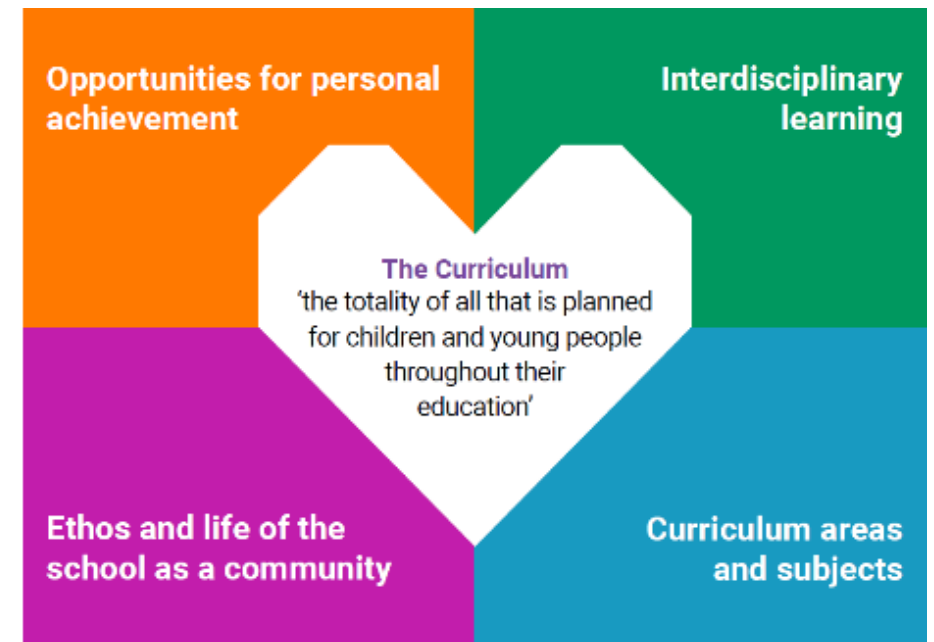 Opportunities for personal
achievement
Interdisciplinary
learning
The Curriculum
‘the totality of all that is planned
for children and young people
throughout their
education’
Ethos and life of the
school as a community
Curriculum areas
and subjects